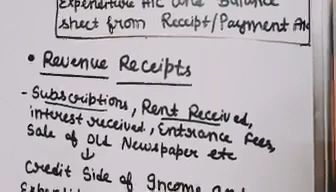 Expenditure A/C and Balance
sheet from Receipt/Payment A/c
• Revenue Receipts
- Subscriptions, Rent Received,
interest received, Entrance Fees,
Sale of Old Newspaper etc
↓
Credit Side of Income and